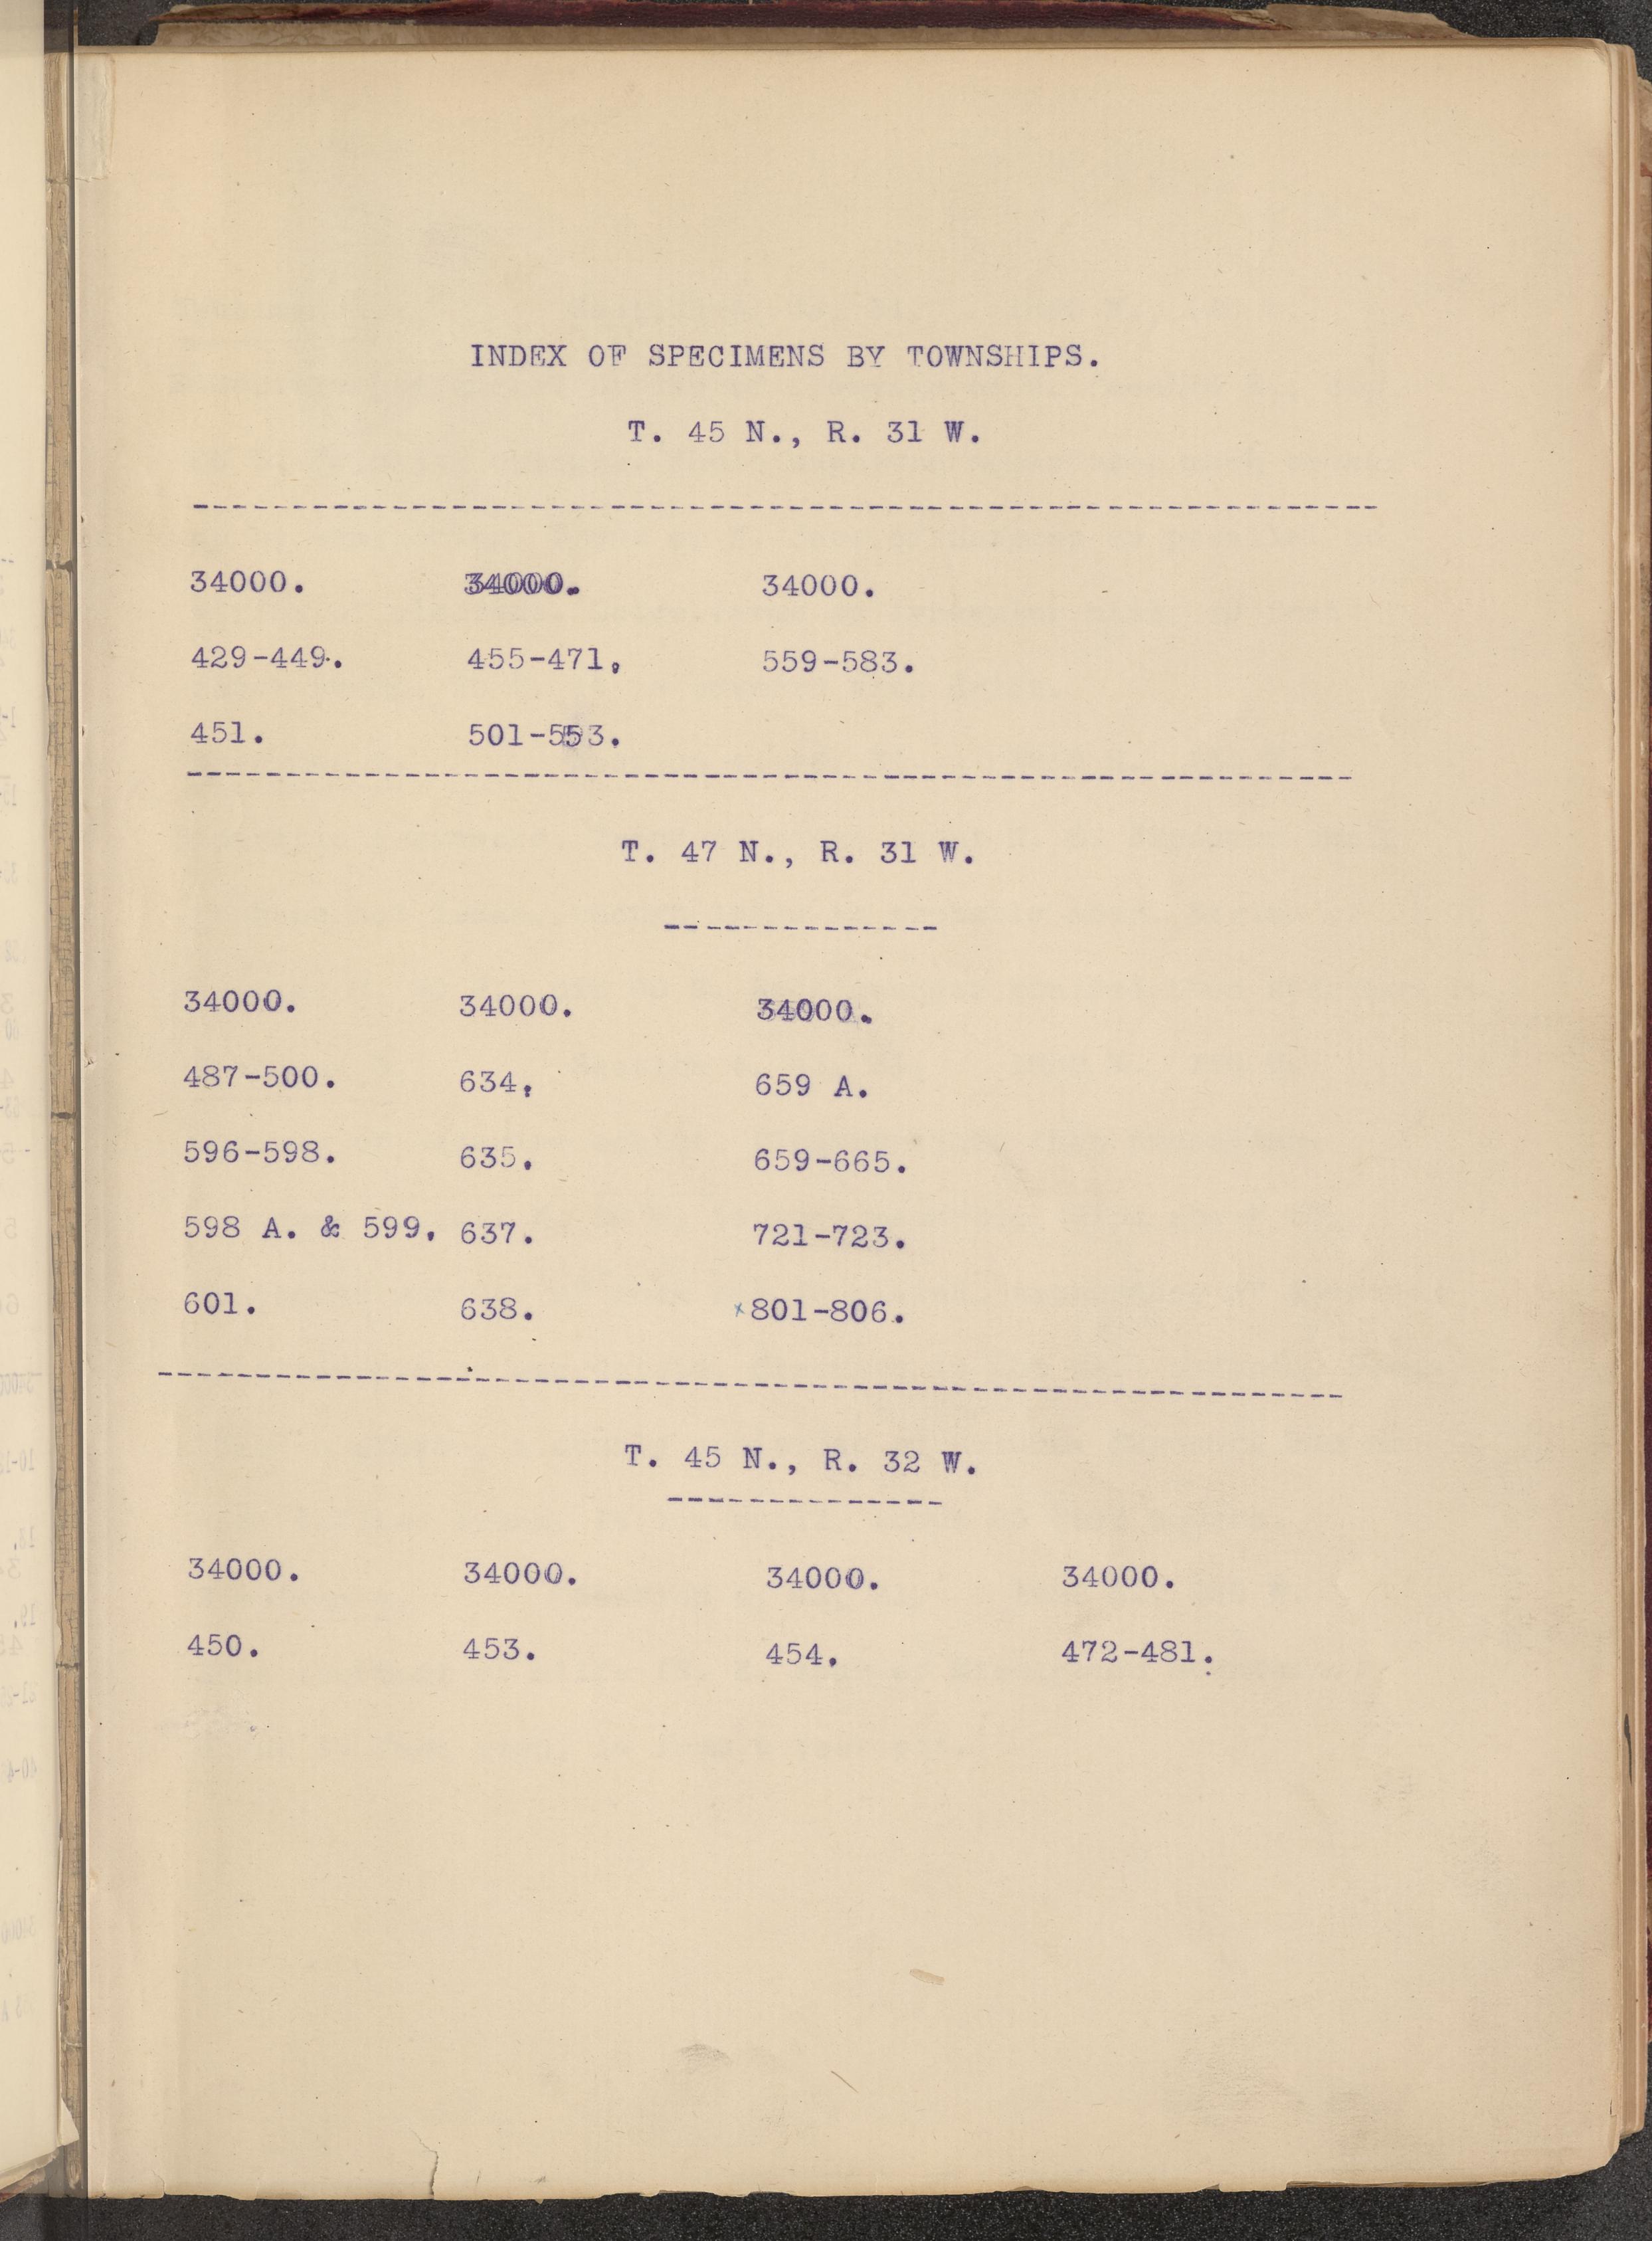 INDEX OF SPECIMENS BY TOWNSHIPS.
T. 45 N., R. 31 W.
34000. 34000. 34000.
429-449. 455-471. 559-583.
451. 501-553.
T. 47 N., R. 31 W.
34000. 34000. 34000.
487-500. 634. 659 A.
596-598. 635. 659-665.
598 A. & 599. 637. 721-723.
601. 638. x801-806.
T. 45 N., R. 32 W.
34000. 34000. 34000. 34000.
450. 453. 454. 472-481.